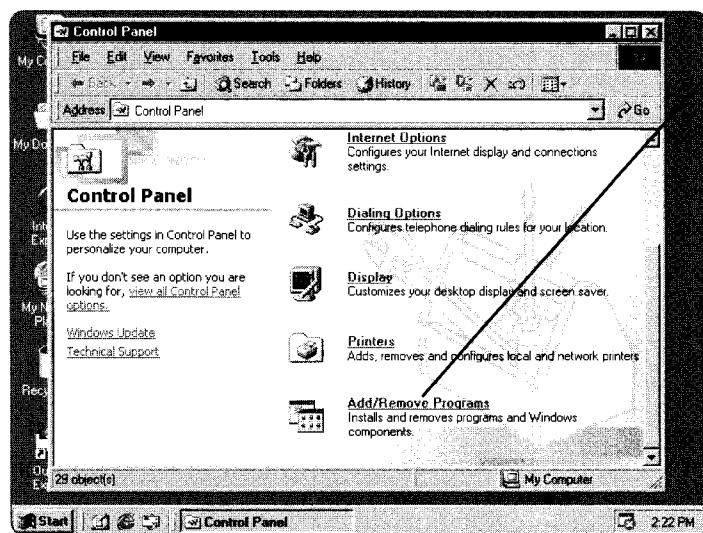 Control Panel
File Edit View Favorites Tools Help
Back Search Folders History
Address Control Panel Go
Control Panel
Use the settings in Control Panel to
personalize your computer.
If you don't see an option you are
looking for, view all Control Panel
options.
Windows Update
Technical Support
Internet Options
Configures your Internet display and connections
settings.
Dialing Options
Configures telephone dialing rules for your location.
Display
Customizes your desktop display and screen saver.
Printers
Adds, removes and configures local and network printers
Add/Remove Programs
Installs and removes programs and Windows
components.
29 object(s) My Computer
Start Control Panel 2:22 PM